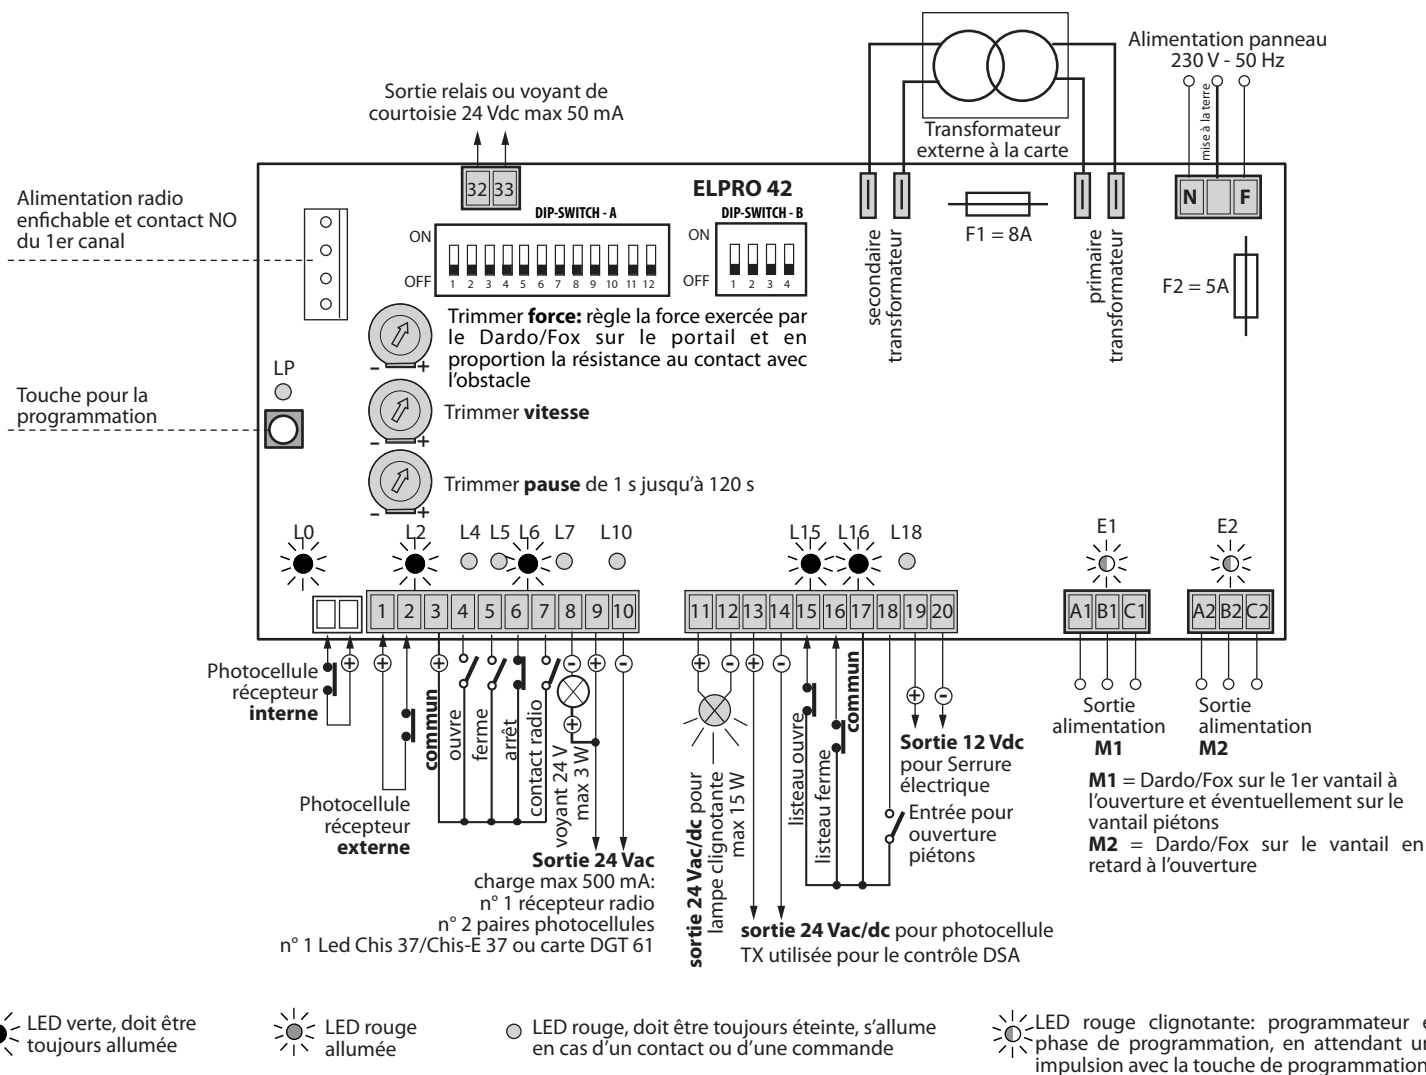 Alimentation panneau
230 V - 50 Hz
mise à la terre
Sortie relais ou voyant de
courtoisie 24 Vdc max 50 mA
Transformateur
externe à la carte
Alimentation radio
enfichable et contact NO
du 1er canal
32 33
ELPRO 42
N F
DIP-SWITCH - A
DIP-SWITCH - B
ON
OFF
1 2 3 4 5 6 7 8 9 10 11 12
ON
OFF
1 2 3 4
secondaire
transformateur
F1 = 8A
primaire
transformateur
F2 = 5A
Trimmer force: règle la force exercée par
le Dardo/Fox sur le portail et en
proportion la résistance au contact avec
l'obstacle
- +
LP
Touche pour la
programmation
Trimmer vitesse
- +
Trimmer pause de 1 s jusqu'à 120 s
- +
L0 L2 L4 L5 L6 L7 L10 L15 L16 L18 E1 E2
1 2 3 4 5 6 7 8 9 10
11 12 13 14 15 16 17 18 19 20
A1 B1 C1
A2 B2 C2
Photocellule
récepteur
interne
+ + + - + -
+ - + -
+
+ -
commun
ouvre
ferme
arrêt
contact radio
voyant 24 V
max 3 W
Photocellule
récepteur
externe
Sortie 24 Vac
charge max 500 mA:
n° 1 récepteur radio
n° 2 paires photocellules
n° 1 Led Chis 37/Chis-E 37 ou carte DGT 61
sortie 24 Vac/dc pour
lampe clignotante
max 15 W
listeau ouvre
listeau ferme
commun
sortie 24 Vac/dc pour photocellule
TX utilisée pour le contrôle DSA
Sortie 12 Vdc
pour Serrure
électrique
Entrée pour
ouverture
piétons
Sortie
alimentation
M1
Sortie
alimentation
M2
M1 = Dardo/Fox sur le 1er vantail à
l'ouverture et éventuellement sur le
vantail piétons
M2 = Dardo/Fox sur le vantail en
retard à l'ouverture
LED verte, doit être
toujours allumée
LED rouge
allumée
LED rouge, doit être toujours éteinte, s'allume
en cas d'un contact ou d'une commande
LED rouge clignotante: programmateur
phase de programmation, en attendant
impulsion avec la touche de programmation